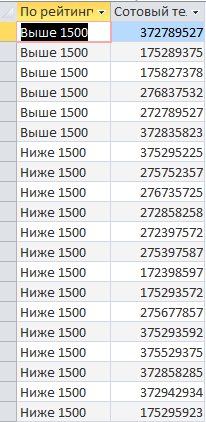 По рейтинг Сотовый те.
Выше 1500 372789527
Выше 1500 175289375
Выше 1500 175827378
Выше 1500 276837532
Выше 1500 272789527
Выше 1500 372835823
Ниже 1500 375295225
Ниже 1500 275752357
Ниже 1500 276735725
Ниже 1500 272858258
Ниже 1500 272397572
Ниже 1500 275397587
Ниже 1500 172398597
Ниже 1500 175293572
Ниже 1500 275677857
Ниже 1500 375293592
Ниже 1500 375529375
Ниже 1500 372858285
Ниже 1500 372942934
Ниже 1500 175295923